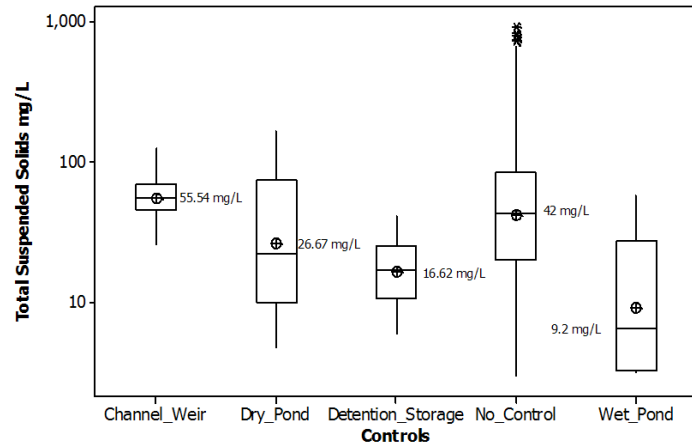 Total Suspended Solids mg/L
1,000
100
10
55.54 mg/L
26.67 mg/L
16.62 mg/L
42 mg/L
9.2 mg/L
Channel_Weir Dry_Pond Detention_Storage No_Control Wet_Pond
Controls